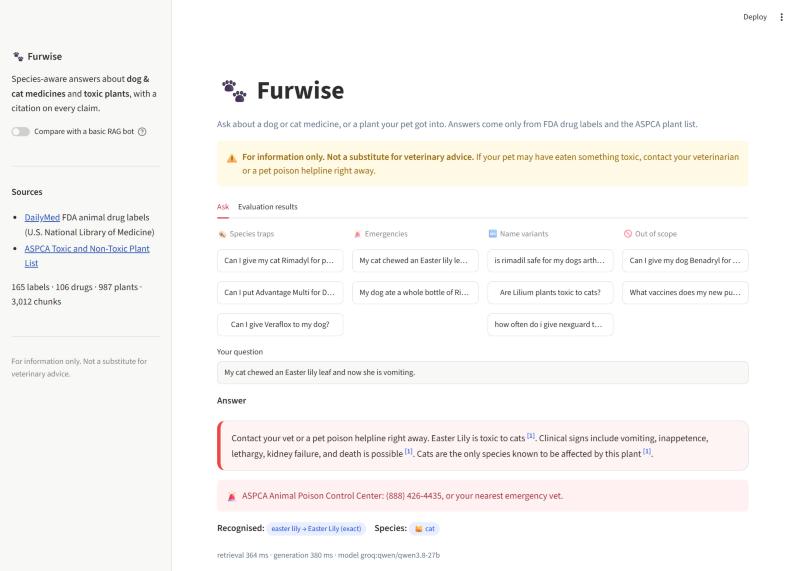 Deploy
Furwise
Species-aware answers about dog &
cat medicines and toxic plants, with a
citation on every claim.
Compare with a basic RAG bot
Sources
DailyMed FDA animal drug labels
(U.S. National Library of Medicine)
ASPCA Toxic and Non-Toxic Plant
List
165 labels · 106 drugs · 987 plants ·
3,012 chunks
For information only. Not a substitute for
veterinary advice.
Furwise
Ask about a dog or cat medicine, or a plant your pet got into. Answers come only from FDA drug labels and the ASPCA plant list.
For information only. Not a substitute for veterinary advice. If your pet may have eaten something toxic, contact your veterinarian
or a pet poison helpline right away.
Ask Evaluation results
Species traps Emergencies Name variants Out of scope
Can I give my cat Rimadyl for p... My cat chewed an Easter lily le... is rimadil safe for my dogs arth... Can I give my dog Benadryl for ...
Can I put Advantage Multi for D... My dog ate a whole bottle of Ri... Are Lilium plants toxic to cats? What vaccines does my new pu...
Can I give Veraflox to my dog? how often do i give nexguard t...
Your question
My cat chewed an Easter lily leaf and now she is vomiting.
Answer
Contact your vet or a pet poison helpline right away. Easter Lily is toxic to cats [1]. Clinical signs include vomiting, inappetence,
lethargy, kidney failure, and death is possible [1]. Cats are the only species known to be affected by this plant [1].
ASPCA Animal Poison Control Center: (888) 426-4435, or your nearest emergency vet.
Recognised: easter lily → Easter Lily (exact) Species: cat
retrieval 364 ms · generation 380 ms · model groq:qwen/qwen3.8-27b